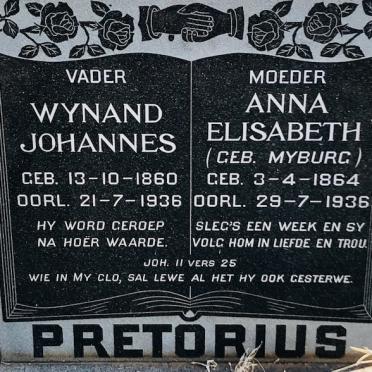 VADER
WYNAND
JOHANNES
GEB. 13-10-1860
OORL. 21-7-1936
HY WORD GEROEP
NA HOËR WAARDE.
MOEDER
ANNA
ELISABETH
(GEB. MYBURG)
GEB. 3-4-1864
OORL. 29-7-1936
SLEG'S EEN WEEK EN SY
VOLG HOM IN LIEFDE EN TROU.
JOH. 11 VERS 25
WIE IN MY GLO, SAL LEWE AL HET HY OOK GESTERWE.
PRETORIUS